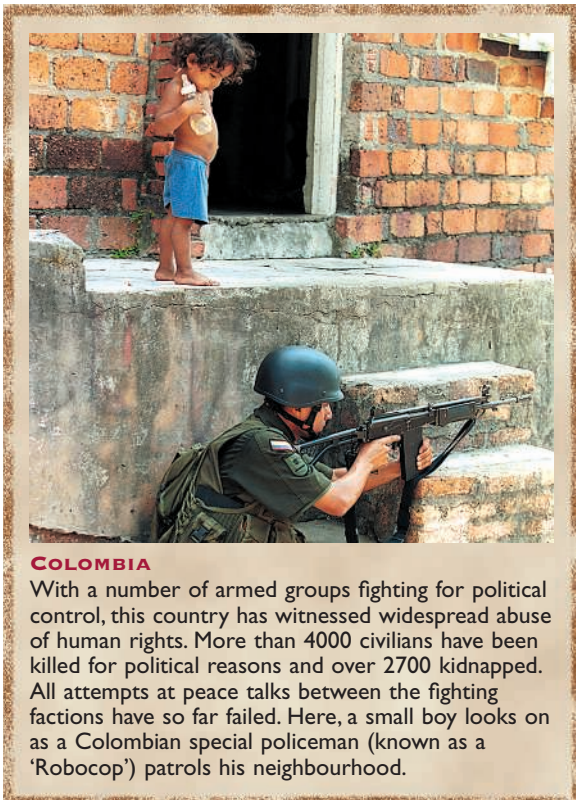 COLOMBIA
With a number of armed groups fighting for political
control, this country has witnessed widespread abuse
of human rights. More than 4000 civilians have been
killed for political reasons and over 2700 kidnapped.
All attempts at peace talks between the fighting
factions have so far failed. Here, a small boy looks on
as a Colombian special policeman (known as a
‘Robocop’) patrols his neighbourhood.